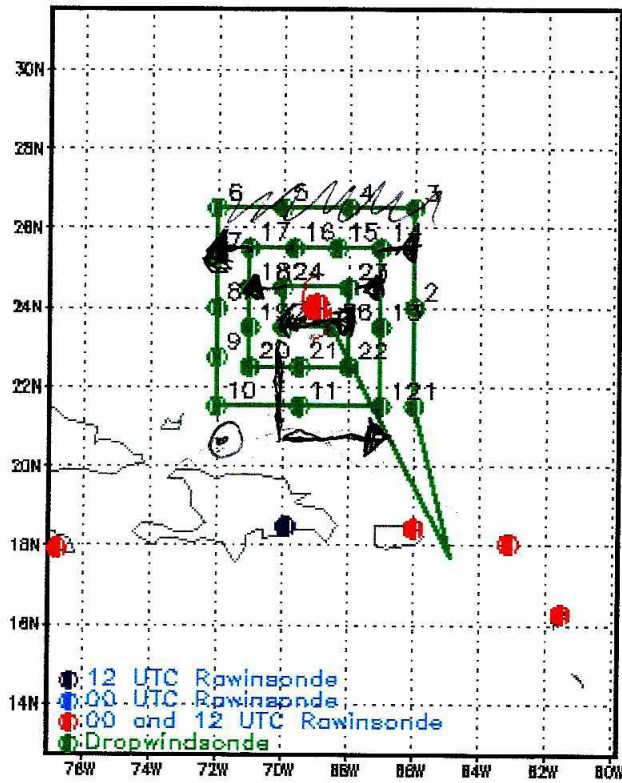 30N
28N
26N
24N
22N
20N
18N
16N
14N
6 5 4 3
7 17 16 15 14
18 24 23
8 2
19 26 13
9 20 21 22
10 11 12 1
12 UTC Rawinsonde
00 UTC Rawinsonde
00 and 12 UTC Rawinsonde
Dropwindsonde
76W 74W 72W 70W 68W 66W 64W 62W 60W